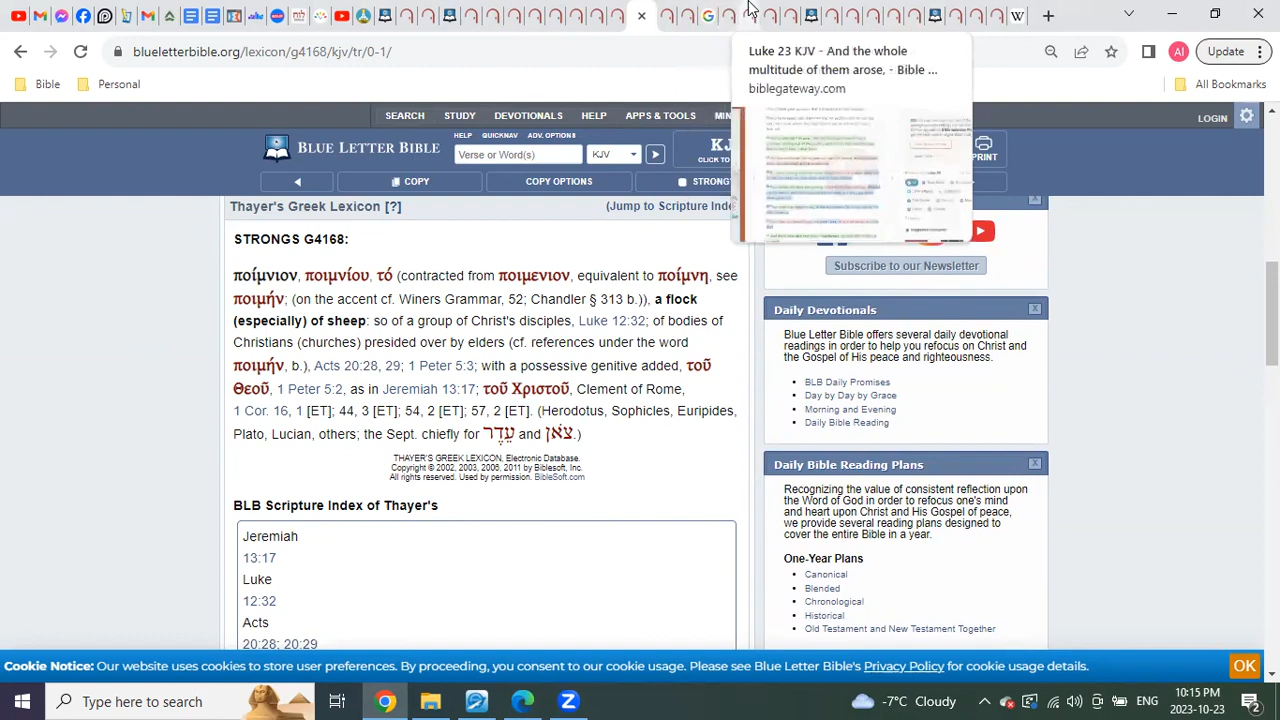 blueletterbible.org/lexicon/g4168/kjv/tr/0-1/
AI
Update
Bible
Personal
All Bookmarks
Luke 23 KJV - And the whole
multitude of them arose, - Bible ...
biblegateway.com
STUDY
DEVOTIONALS
HELP
APPS & TOOLS
LOGIN
HELP
QUICKNAV
ADV. OPTIONS
BLUELETTERBIBLE
CLICK TO
PRINT
Thayer's Greek Lexicon [?]
(Jump to Scripture Index)
STRONGS G4168:
ποίμνιον, ποιμνίου τό (contracted from ποιμενιον, equivalent to ποίμνη, see
ποιμήν; (on the accent cf. Winers Grammar, 52; Chandler § 313 b.)), a flock
(especially) of sheep: so of a group of Christ's disciples, Luke 12:32; of bodies of
Christians (churches) presided over by elders (cf. references under the word
ποιμήν, b.), Acts 20:28, 29; 1 Peter 5:3; with a possessive genitive added, τοῦ
Θεοῦ, 1 Peter 5:2, as in Jeremiah 13:17; τοῦ Χριστοῦ, Clement of Rome,
1 Cor. 16, 1 [ET]; 44, 3 [ET]; 54, 2 [ET]; 57, 2 [ET]. (Herodotus, Sophicles, Euripides,
Plato, Lucian, others; the Sept. chiefly for עֵדֶר and צֹאן.)
THAYER'S GREEK LEXICON, Electronic Database.
Copyright © 2002, 2003, 2006, 2011 by Biblesoft, Inc.
All rights reserved. Used by permission. BibleSoft.com
BLB Scripture Index of Thayer's
Jeremiah
13:17
Luke
12:32
Acts
20:28; 20:29
Subscribe to our Newsletter
Daily Devotionals
Blue Letter Bible offers several daily devotional
readings in order to help you refocus on Christ and
the Gospel of His peace and righteousness.
BLB Daily Promises
Day by Day by Grace
Morning and Evening
Daily Bible Reading
Daily Bible Reading Plans
Recognizing the value of consistent reflection upon
the Word of God in order to refocus one's mind
and heart upon Christ and His Gospel of peace,
we provide several reading plans designed to
cover the entire Bible in a year.
One-Year Plans
Canonical
Blended
Chronological
Historical
Old Testament and New Testament Together
Cookie Notice: Our website uses cookies to store user preferences. By proceeding, you consent to our cookie usage. Please see Blue Letter Bible's Privacy Policy for cookie usage details.
OK
Type here to search
-7°C Cloudy
ENG
10:15 PM
2023-10-23
2